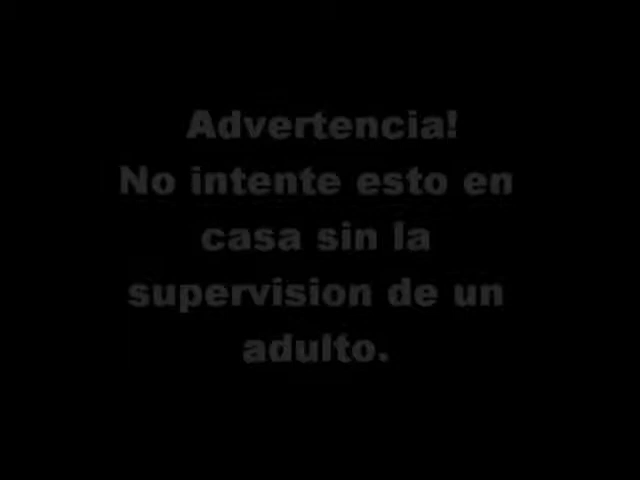 Advertencia!
No intente esto en
casa sin la
supervision de un
adulto.